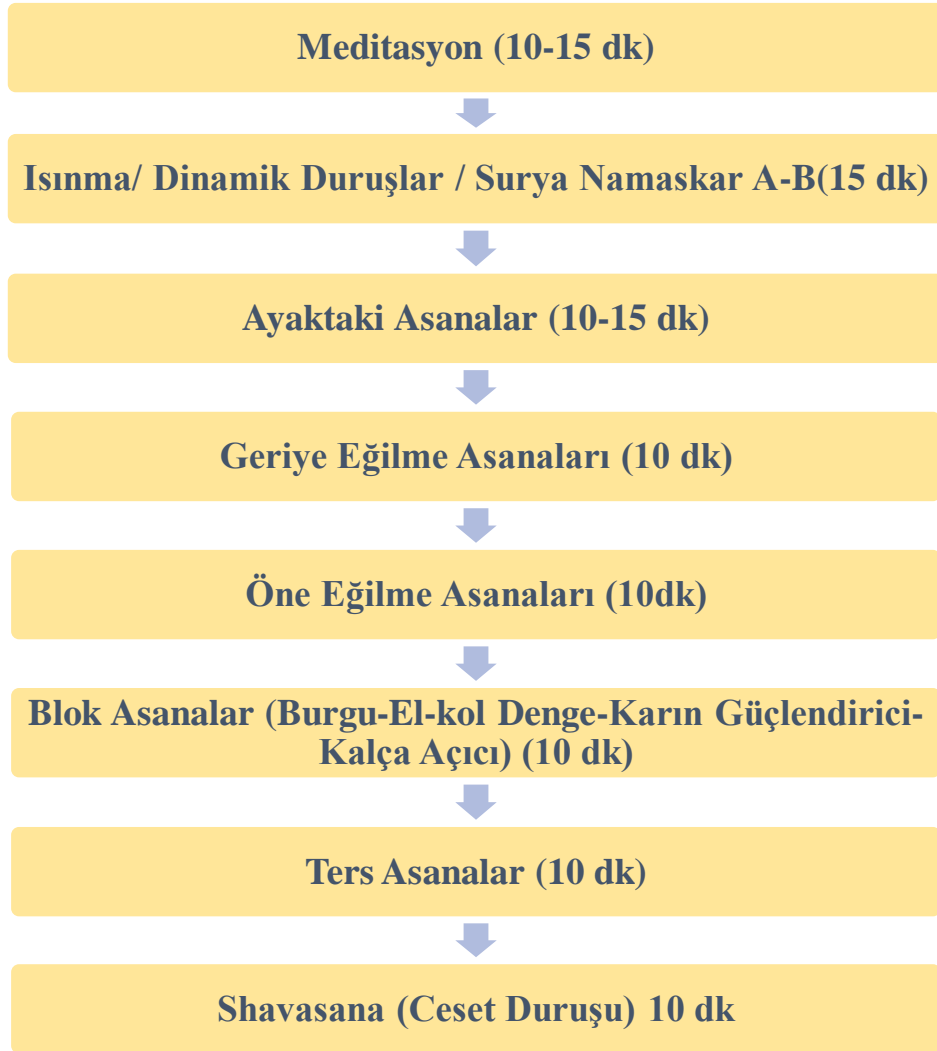 Meditasyon (10-15 dk)
Isınma/ Dinamik Duruşlar / Surya Namaskar A-B(15 dk)
Ayaktaki Asanalar (10-15 dk)
Geriye Eğilme Asanaları (10 dk)
Öne Eğilme Asanaları (10dk)
Blok Asanalar (Burgu-El-kol Denge-Karın Güçlendirici-
Kalça Açıcı) (10 dk)
Ters Asanalar (10 dk)
Shavasana (Ceset Duruşu) 10 dk